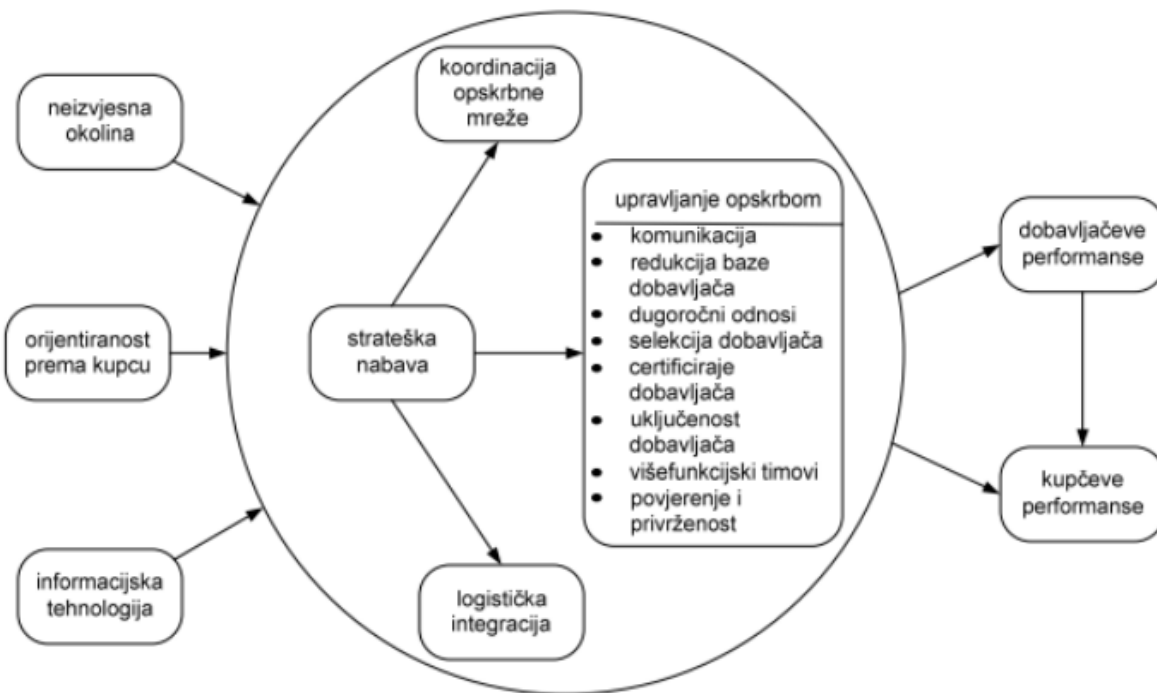 neizvjesna
okolina
orijentiranost
prema kupcu
informacijska
tehnologija
koordinacija
opskrbne
mreže
strateška
nabava
logistička
integracija
upravljanje opskrbom
• komunikacija
• redukcija baze
dobavljača
• dugoročni odnosi
• selekcija dobavljača
• certificiraje
dobavljača
• uključenost
dobavljača
• višefunkcijski timovi
• povjerenje i
privrženost
dobavljačeve
performanse
kupčeve
performanse